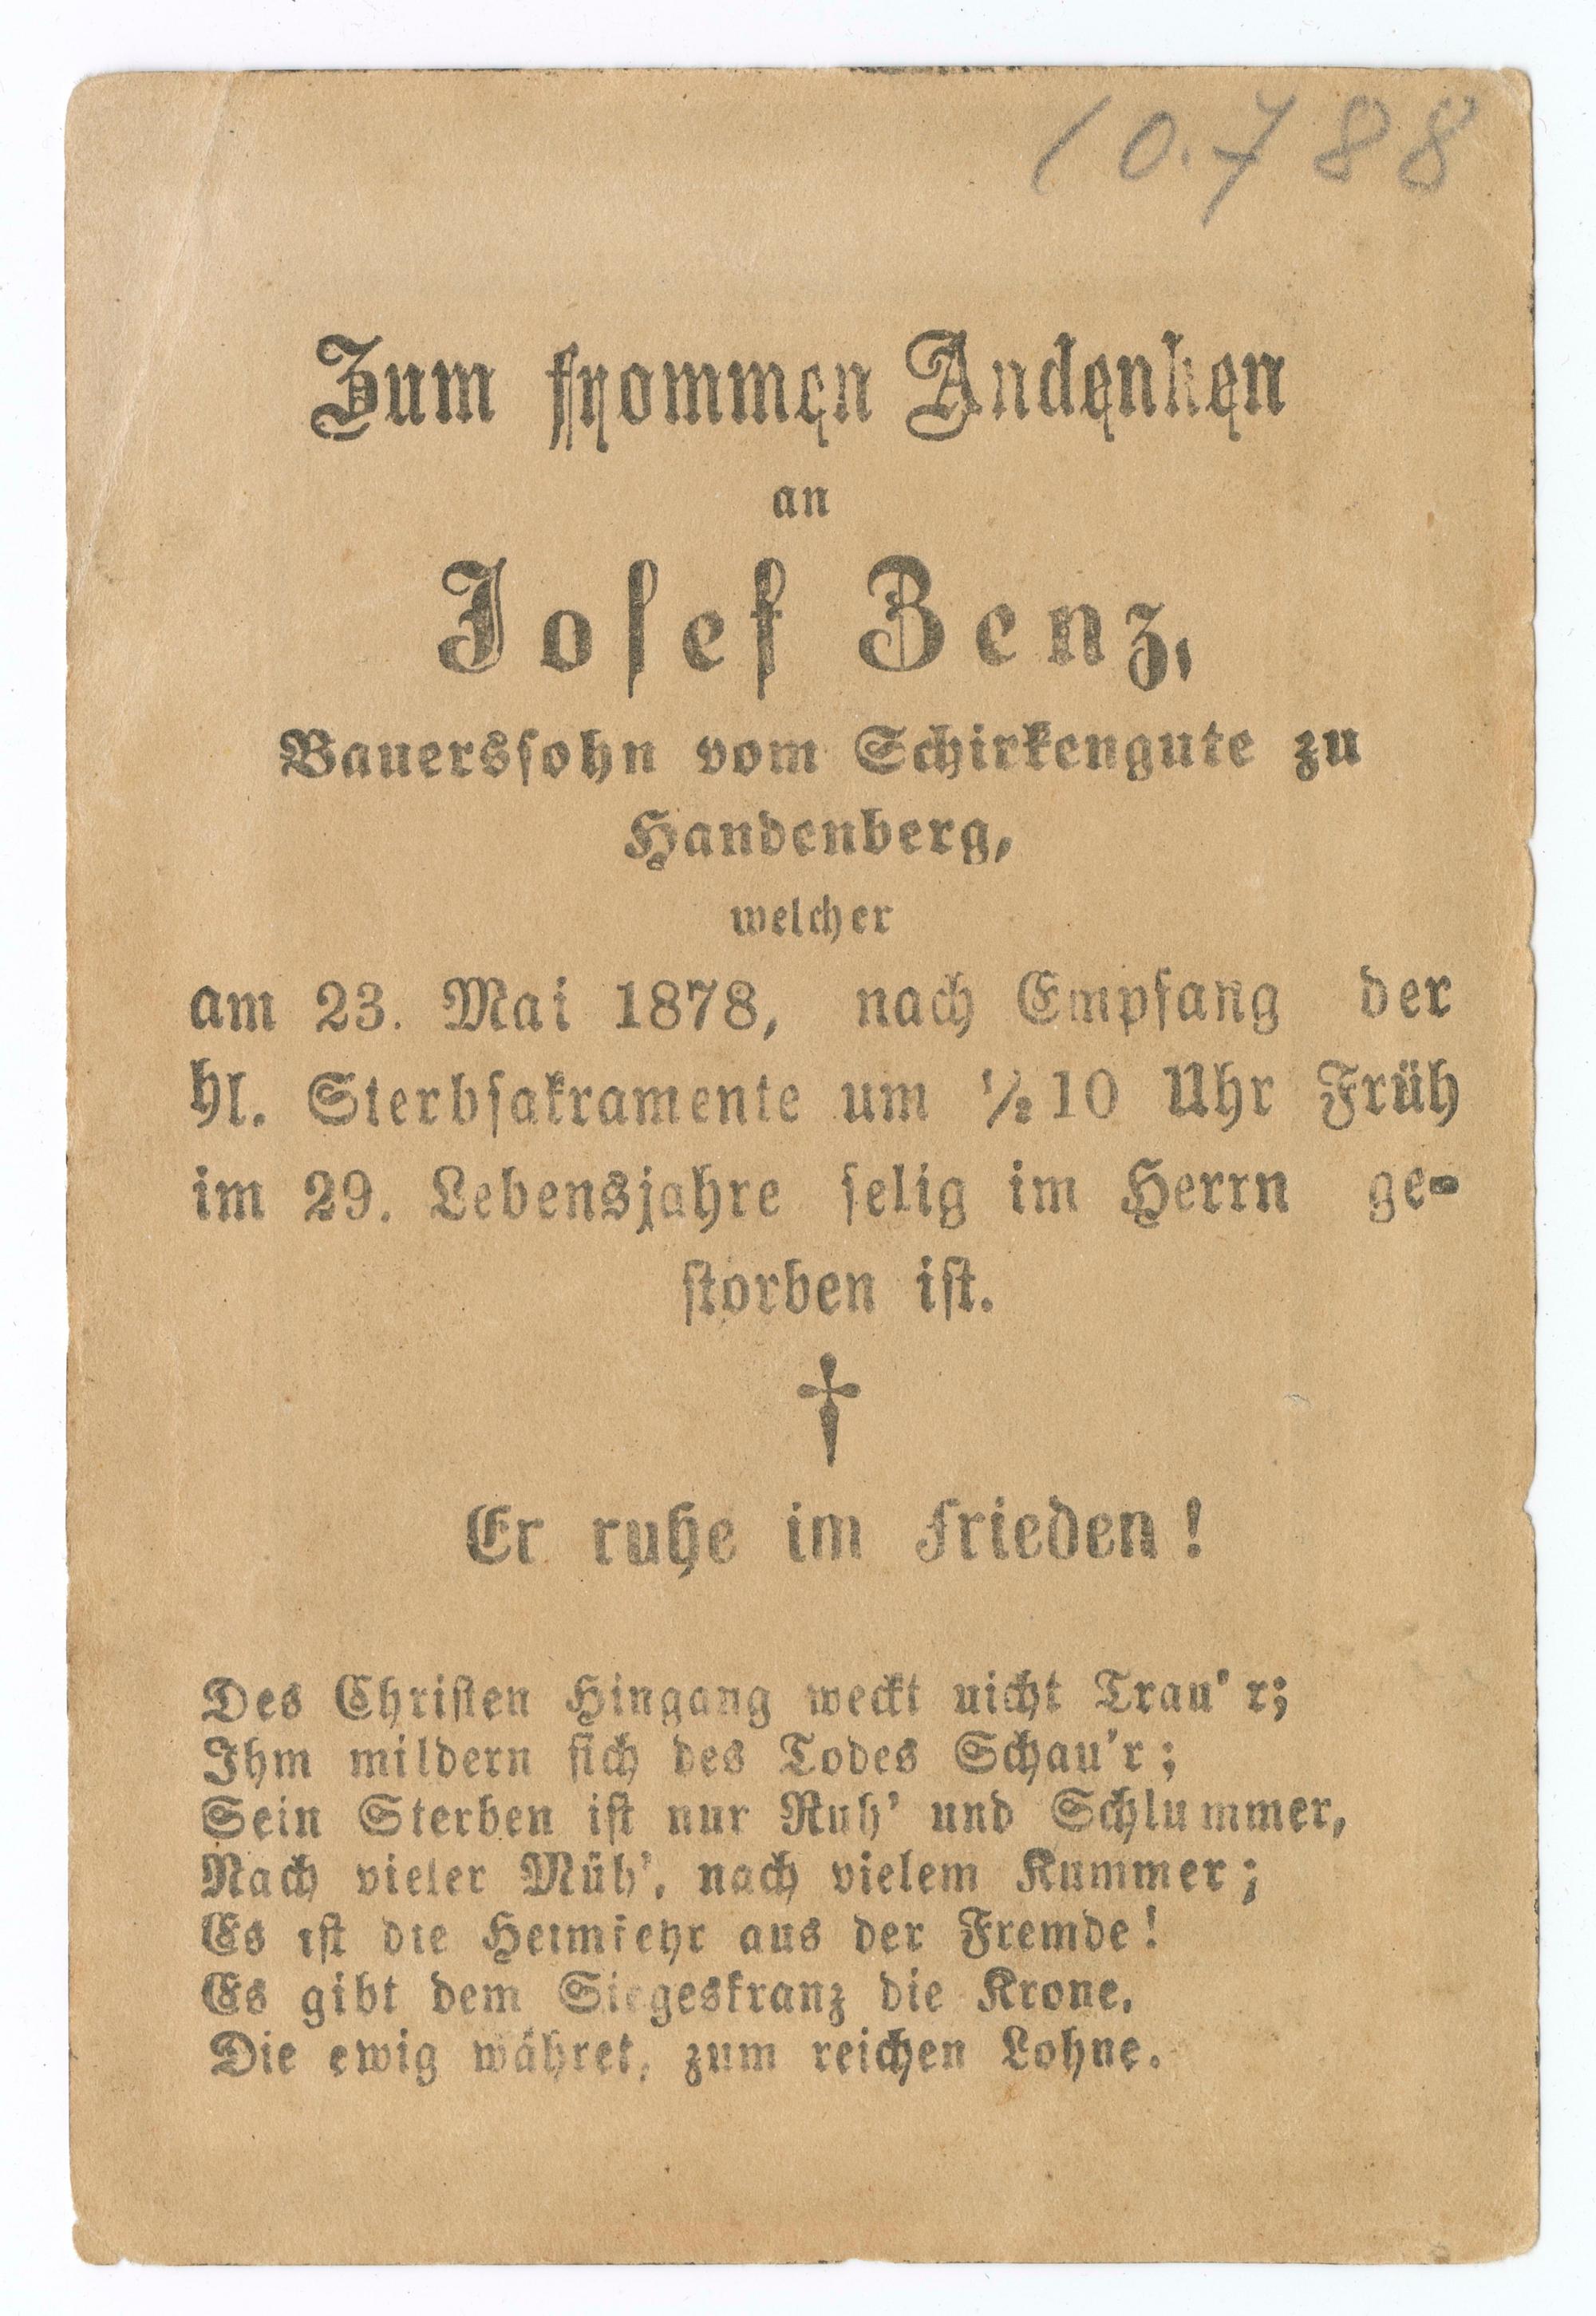 10.788
Zum frommen Andenken
an
Josef Zenz,
Bauerssohn vom Schirkengute zu
Handenberg,
welcher
am 23. Mai 1878, nach Empfang der
hl. Sterbsakramente um ½10 Uhr Früh
im 29. Lebensjahre selig im Herrn ge-
storben ist.
†
Er ruhe im Frieden!
Des Christen Hingang weckt nicht Trau'r;
Ihm mildern sich des Todes Schau'r;
Sein Sterben ist nur Ruh' und Schlummer,
Nach vieler Müh', nach vielem Kummer;
Es ist die Heimkehr aus der Fremde!
Es gibt dem Siegeskranz die Krone,
Die ewig währet, zum reichen Lohne.